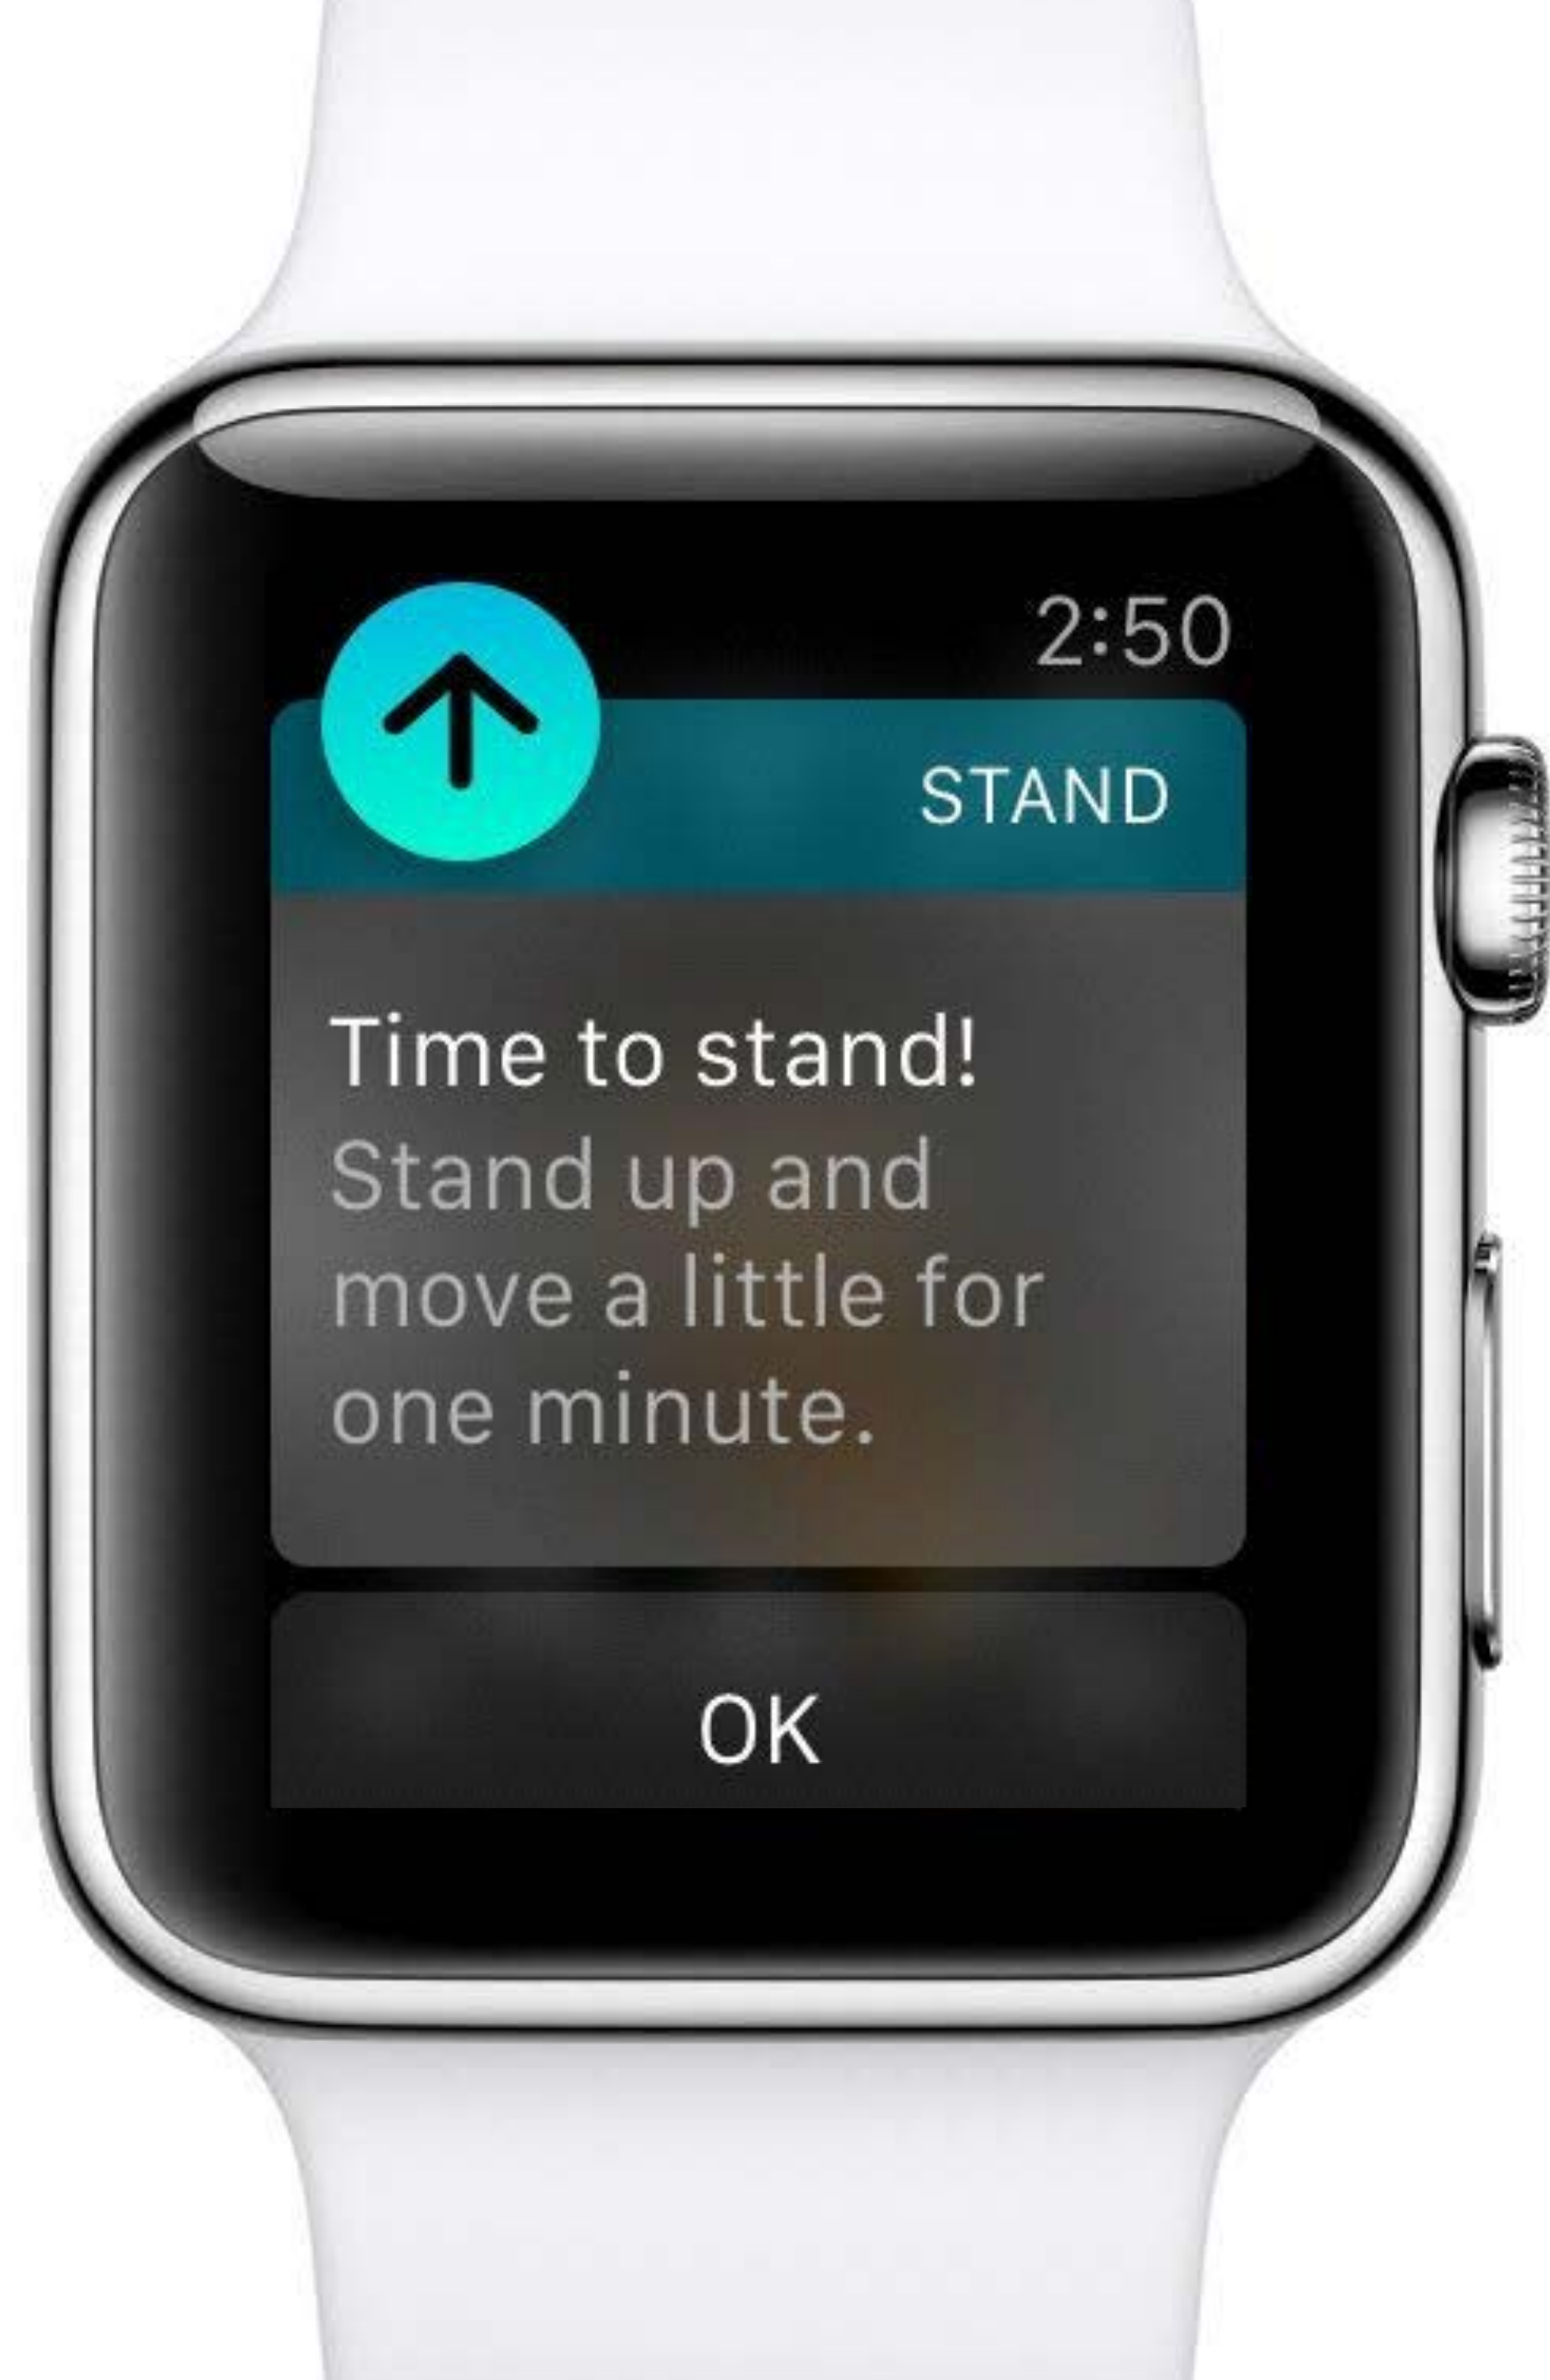 2:50
STAND
Time to stand!
Stand up and
move a little for
one minute.
OK